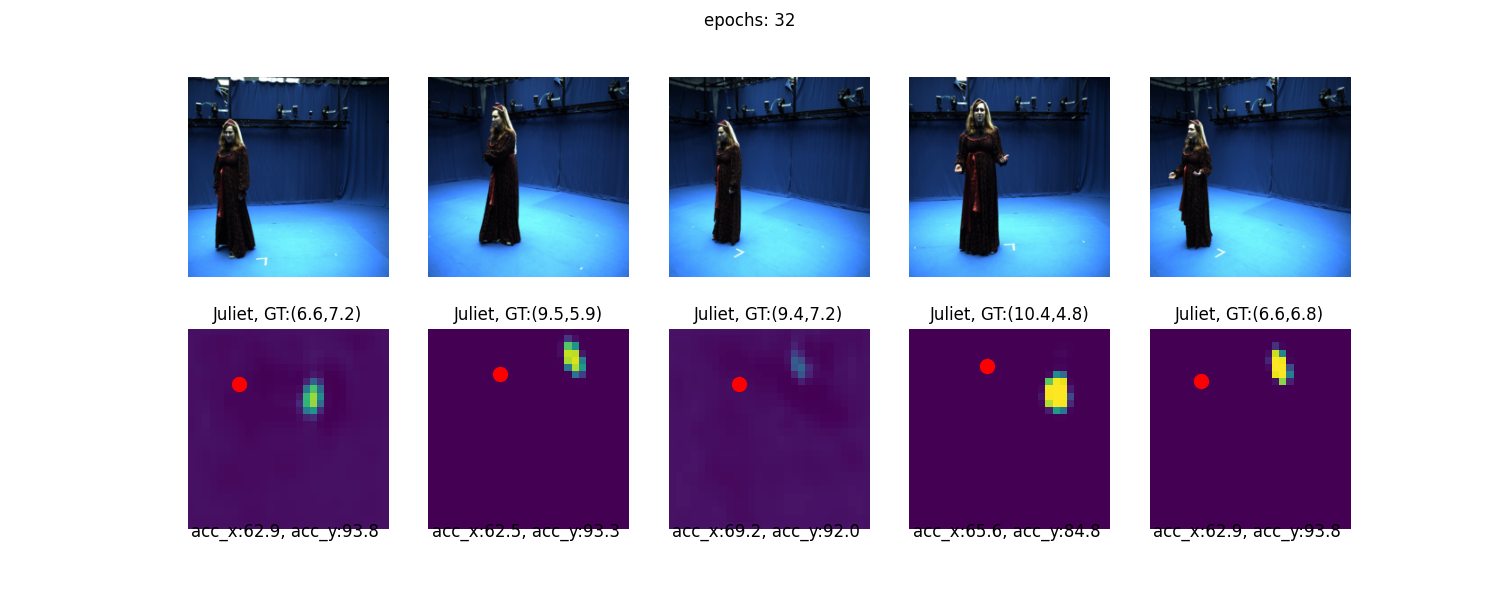 epochs: 32
Juliet, GT:(6.6,7.2)
Juliet, GT:(9.5,5.9)
Juliet, GT:(9.4,7.2)
Juliet, GT:(10.4,4.8)
Juliet, GT:(6.6,6.8)
acc_x:62.9, acc_y:93.8
acc_x:62.5, acc_y:93.3
acc_x:69.2, acc_y:92.0
acc_x:65.6, acc_y:84.8
acc_x:62.9, acc_y:93.8